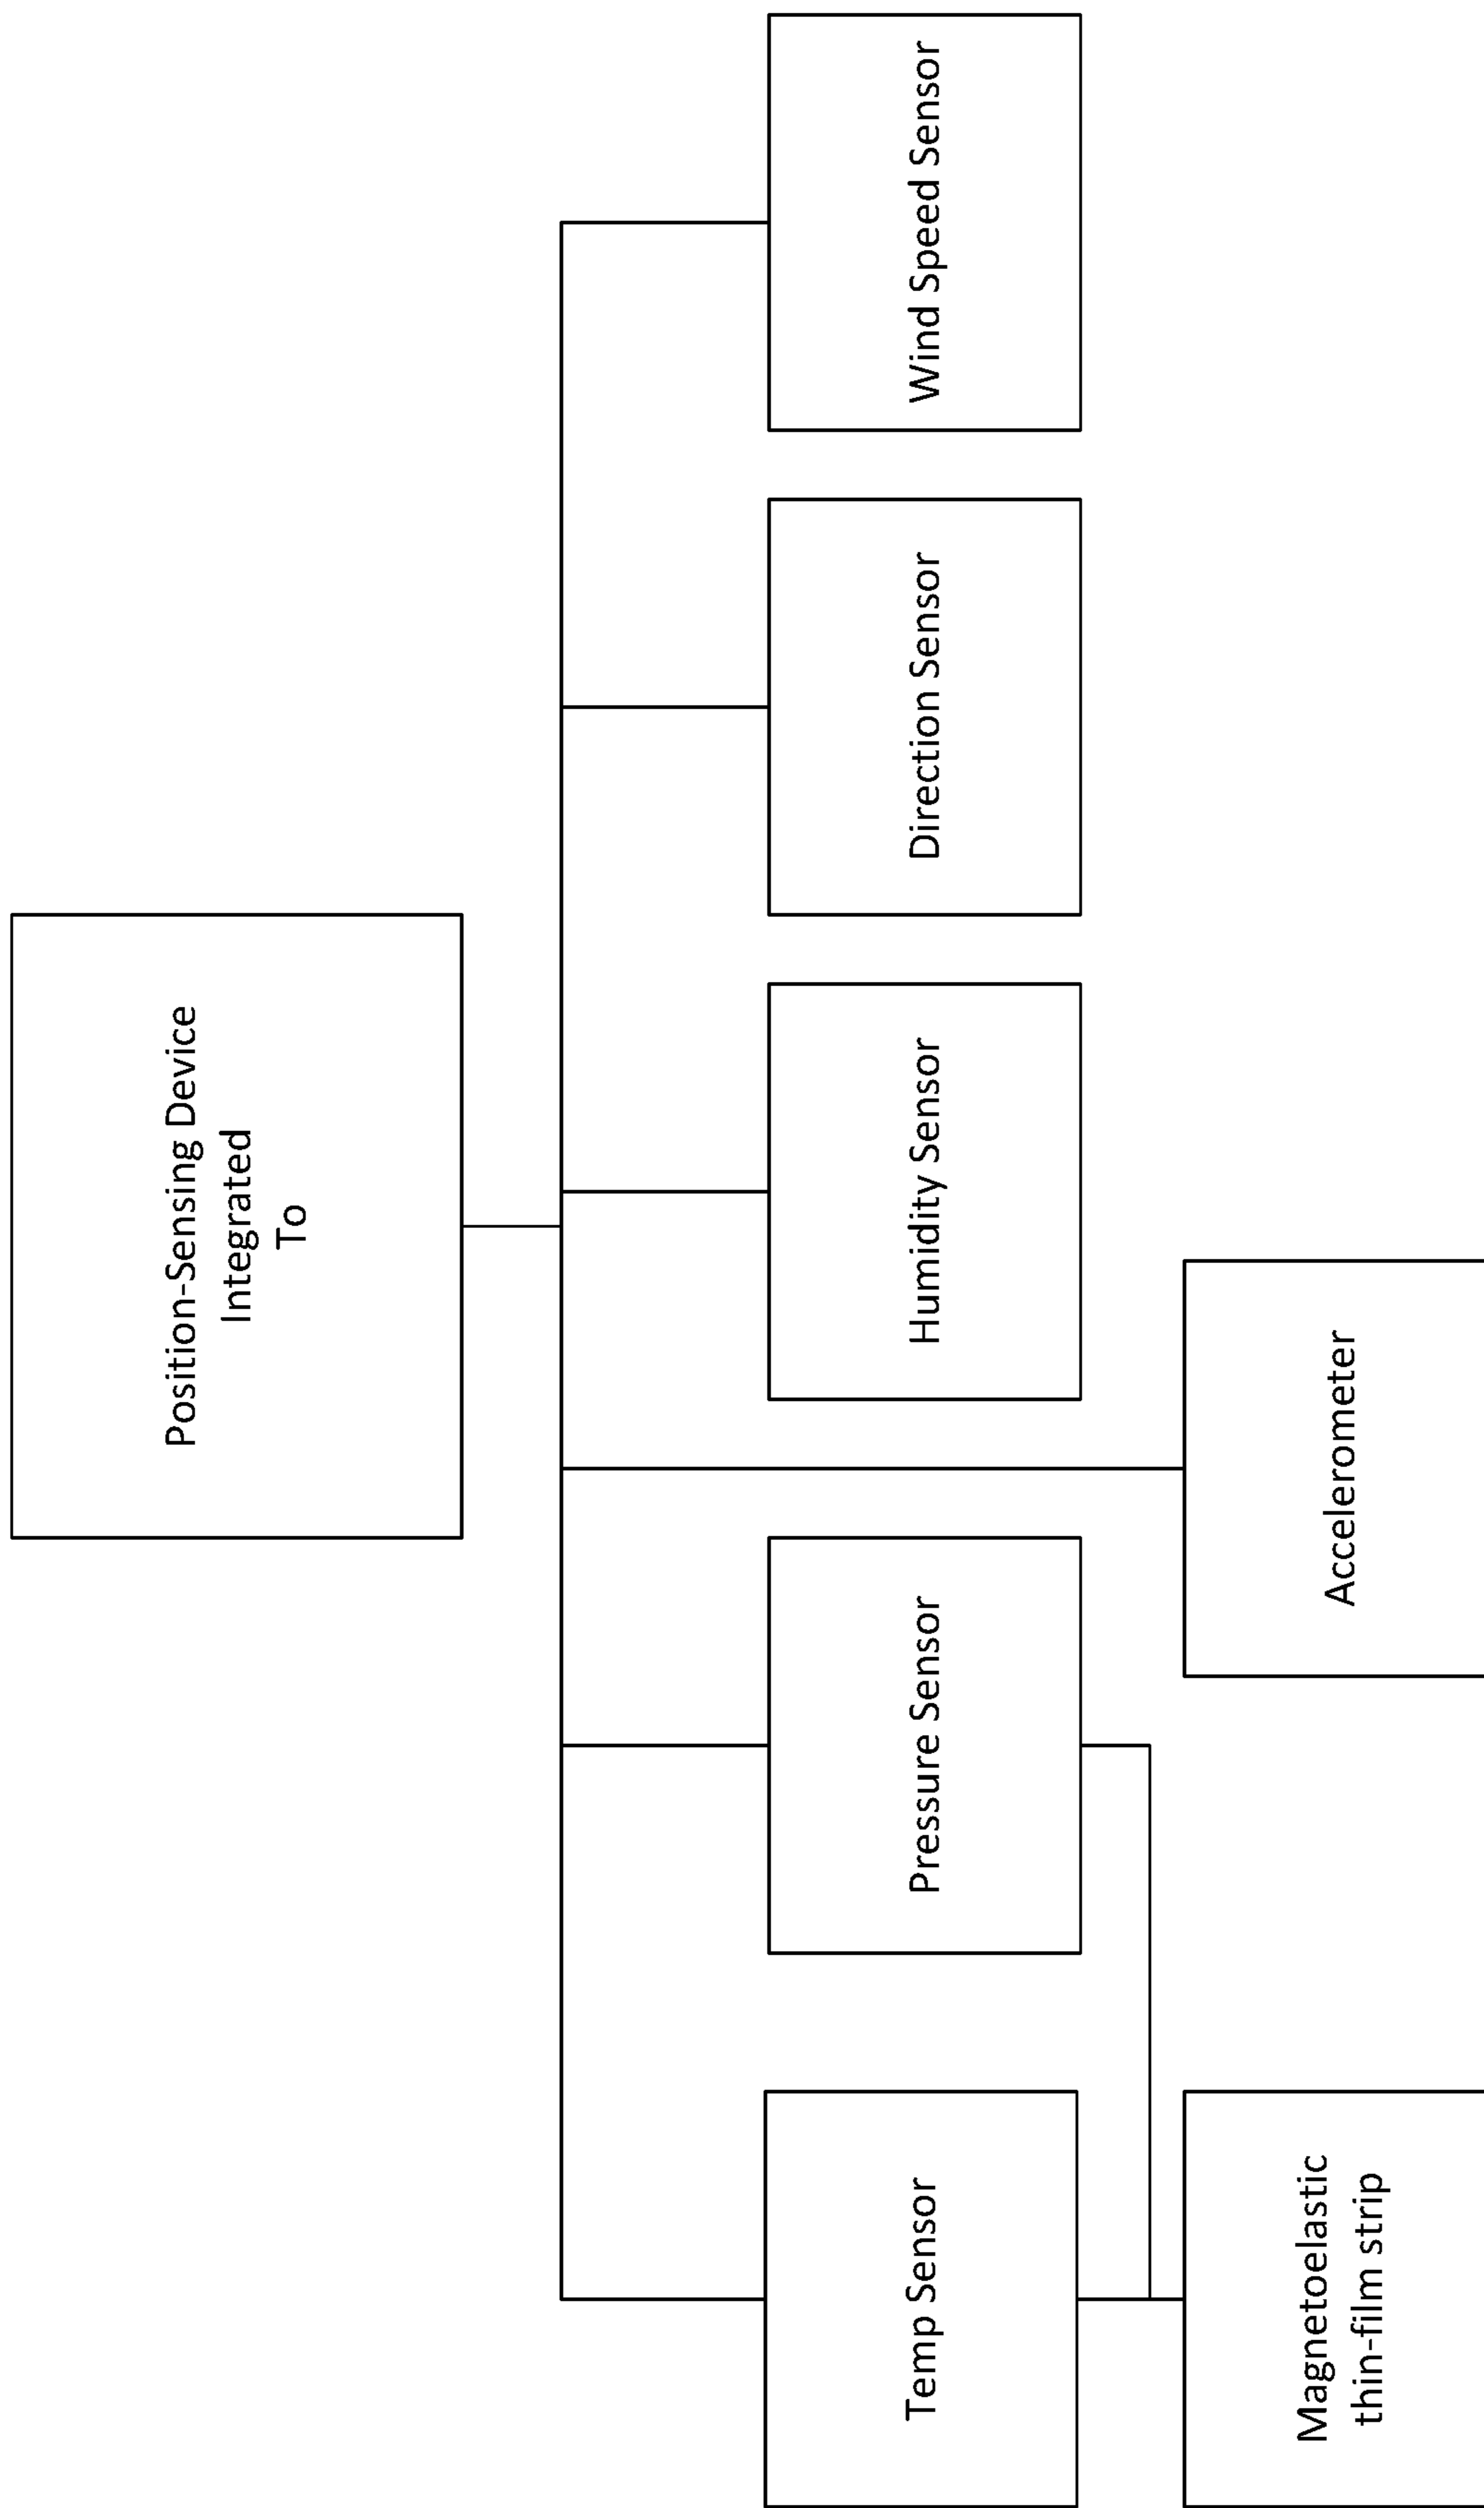 Position-Sensing Device
Integrated
To
Temp Sensor
Pressure Sensor
Humidity Sensor
Direction Sensor
Wind Speed Sensor
Magnetoelastic
thin-film strip
Accelerometer